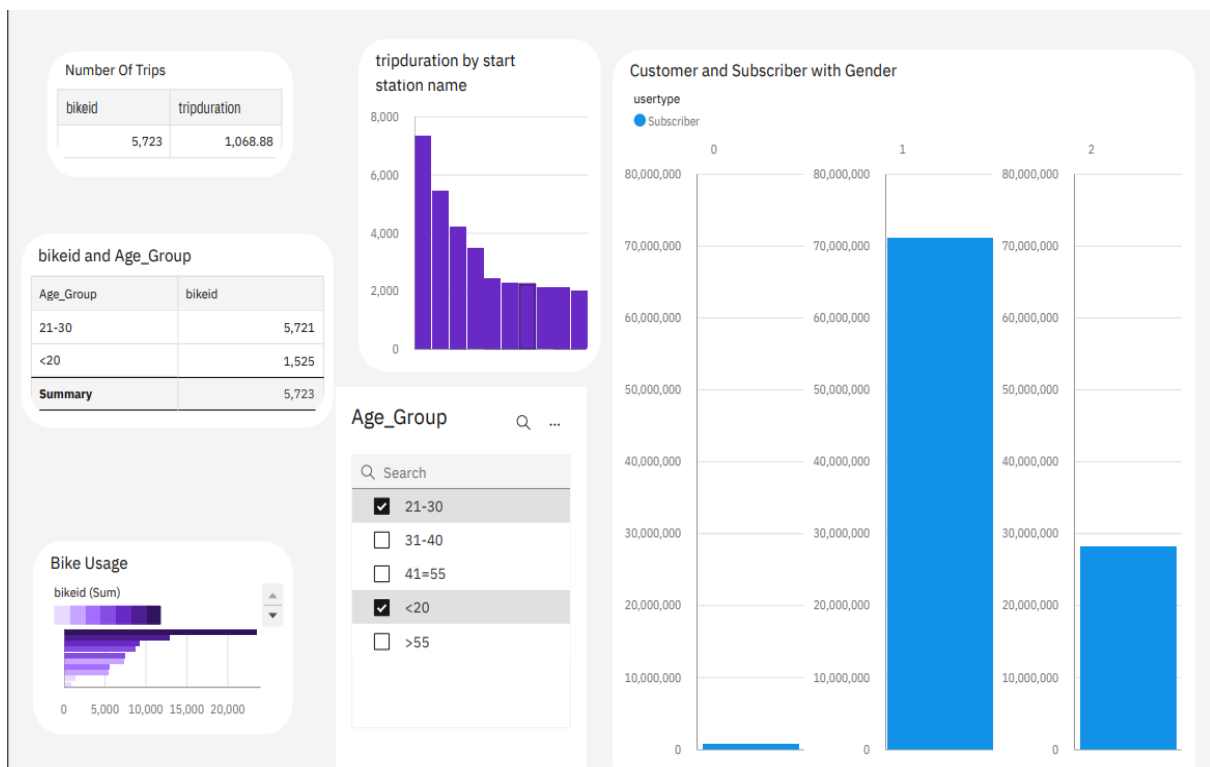 Number Of Trips
bikeid tripduration
5,723 1,068.88
bikeid and Age_Group
Age_Group bikeid
21-30 5,721
<20 1,525
Summary 5,723
Bike Usage
bikeid (Sum)
0 5,000 10,000 15,000 20,000
tripduration by start
station name
8,000
6,000
4,000
2,000
0
Age_Group
...
Search
21-30
31-40
41=55
<20
>55
Customer and Subscriber with Gender
usertype
Subscriber
0 1 2
80,000,000 80,000,000 80,000,000
70,000,000 70,000,000 70,000,000
60,000,000 60,000,000 60,000,000
50,000,000 50,000,000 50,000,000
40,000,000 40,000,000 40,000,000
30,000,000 30,000,000 30,000,000
20,000,000 20,000,000 20,000,000
10,000,000 10,000,000 10,000,000
0 0 0